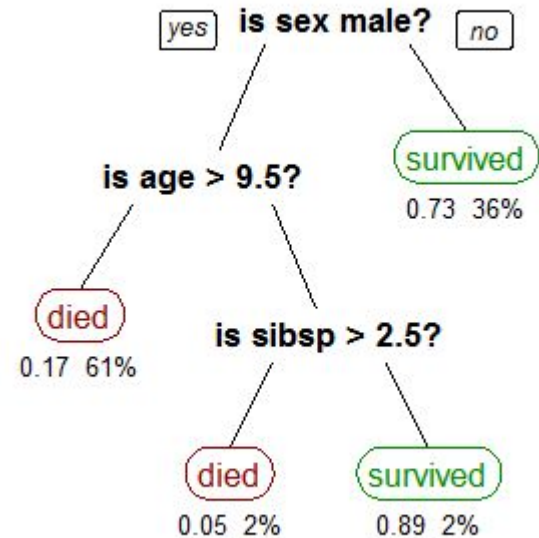 yes is sex male? no
survived
0.73 36%
is age > 9.5?
died
0.17 61%
is sibsp > 2.5?
died survived
0.05 2% 0.89 2%